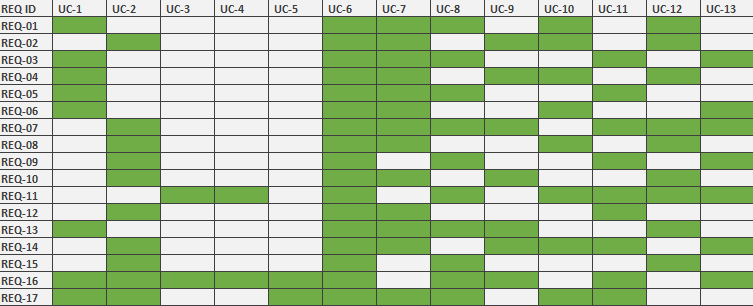 REQ ID UC-1 UC-2 UC-3 UC-4 UC-5 UC-6 UC-7 UC-8 UC-9 UC-10 UC-11 UC-12 UC-13
REQ-01
REQ-02
REQ-03
REQ-04
REQ-05
REQ-06
REQ-07
REQ-08
REQ-09
REQ-10
REQ-11
REQ-12
REQ-13
REQ-14
REQ-15
REQ-16
REQ-17